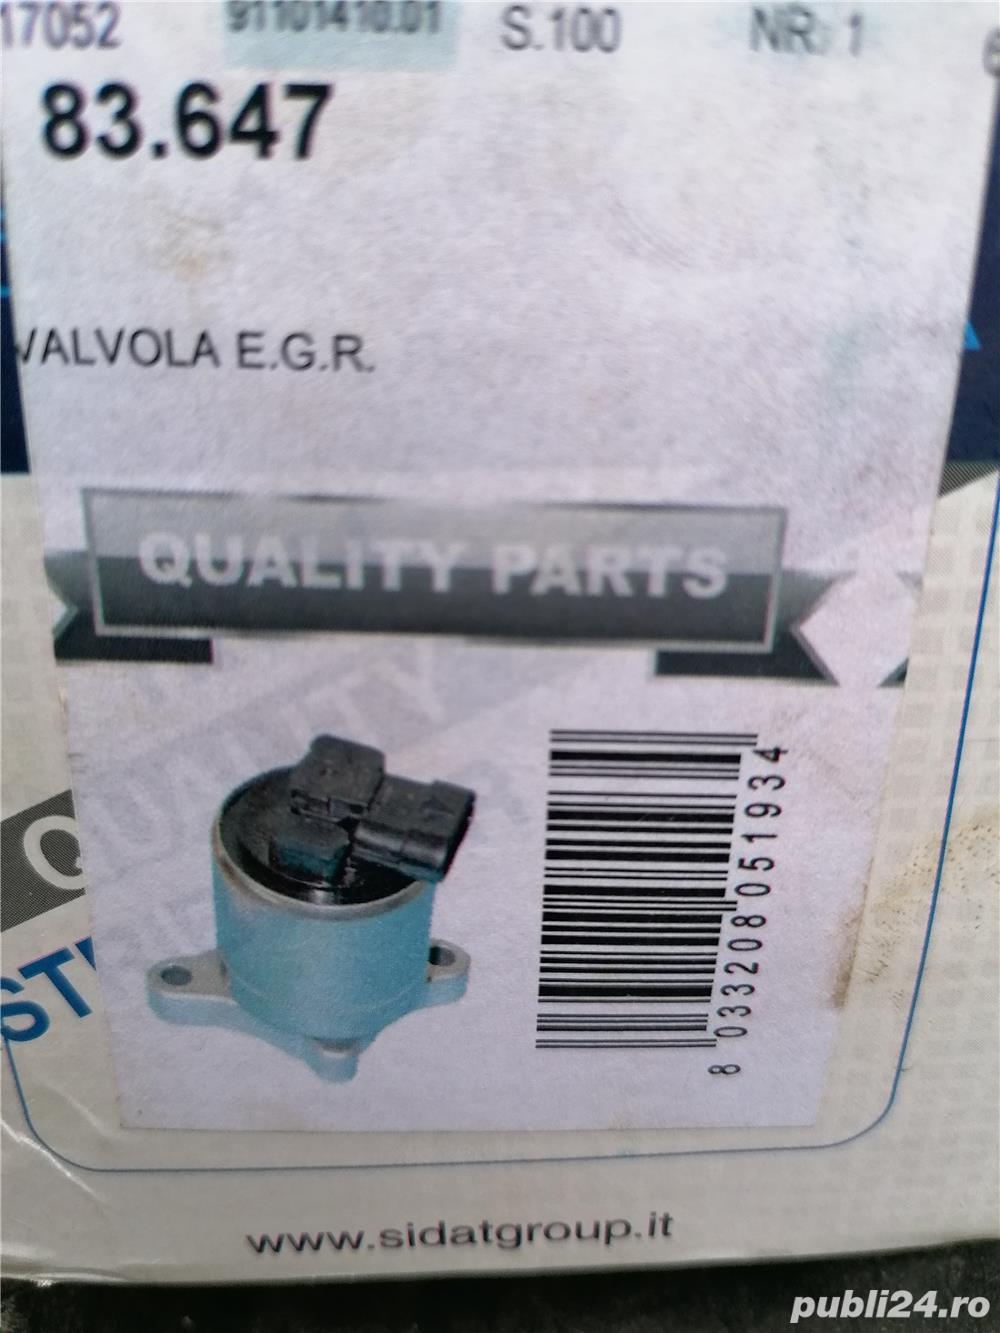 17052 91101410.01 S.100 NR: 1
83.647
VALVOLA E.G.R.
QUALITY PARTS
QUALITY
8 033208 051934
www.sidatgroup.it
publi24.ro